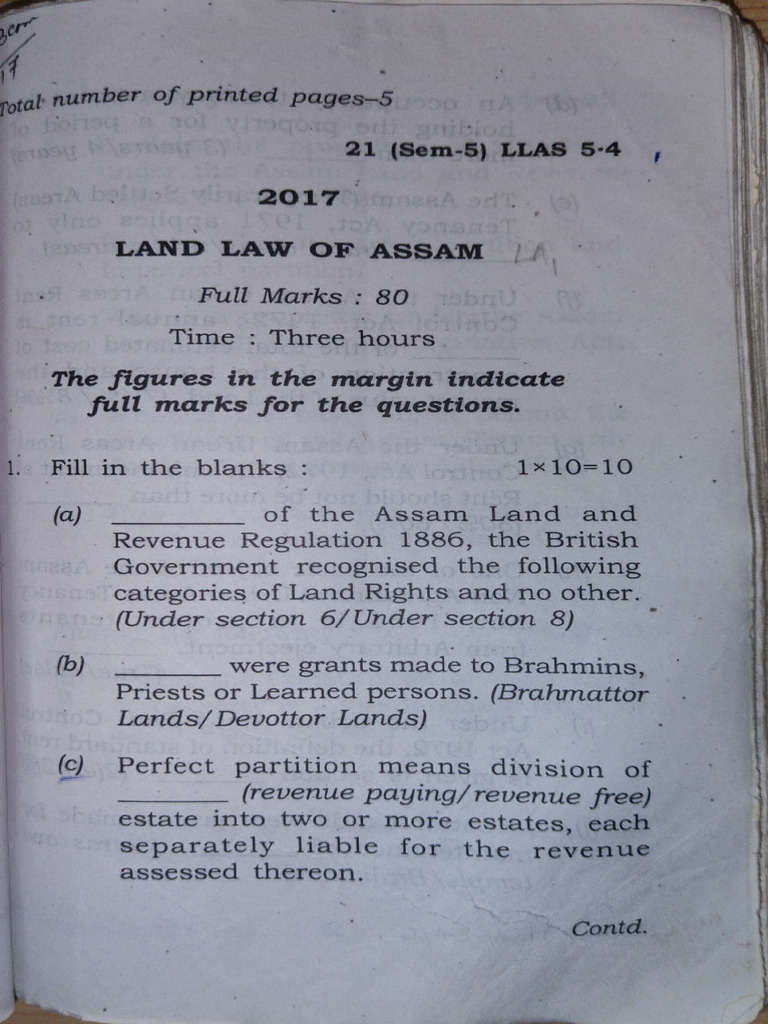 17
Total number of printed pages–5
21 (Sem-5) LLAS 5·4
2017
LAND LAW OF ASSAM LA,
Full Marks : 80
Time : Three hours
The figures in the margin indicate
full marks for the questions.
1. Fill in the blanks : 1×10=10
(a) _________ of the Assam Land and
Revenue Regulation 1886, the British
Government recognised the following
categories of Land Rights and no other.
(Under section 6/Under section 8)
(b) _________ were grants made to Brahmins,
Priests or Learned persons. (Brahmattor
Lands/Devottor Lands)
(c) Perfect partition means division of
_________ (revenue paying/revenue free)
estate into two or more estates, each
separately liable for the revenue
assessed thereon.
Contd.